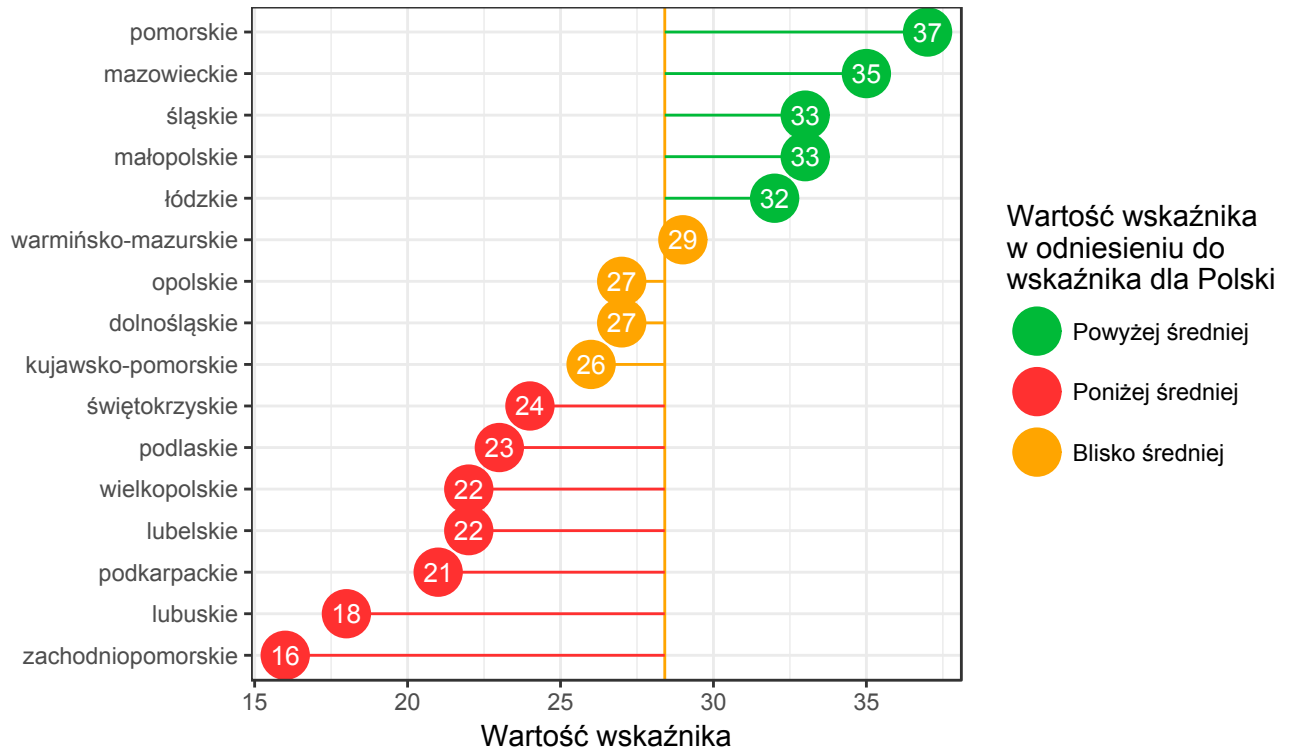 pomorskie 37
mazowieckie 35
śląskie 33
małopolskie 33
łódzkie 32
warmińsko-mazurskie 29
opolskie 27
dolnośląskie 27
kujawsko-pomorskie 26
świętokrzyskie 24
podlaskie 23
wielkopolskie 22
lubelskie 22
podkarpackie 21
lubuskie 18
zachodniopomorskie 16
15 20 25 30 35
Wartość wskaźnika
Wartość wskaźnika
w odniesieniu do
wskaźnika dla Polski
Powyżej średniej
Poniżej średniej
Blisko średniej